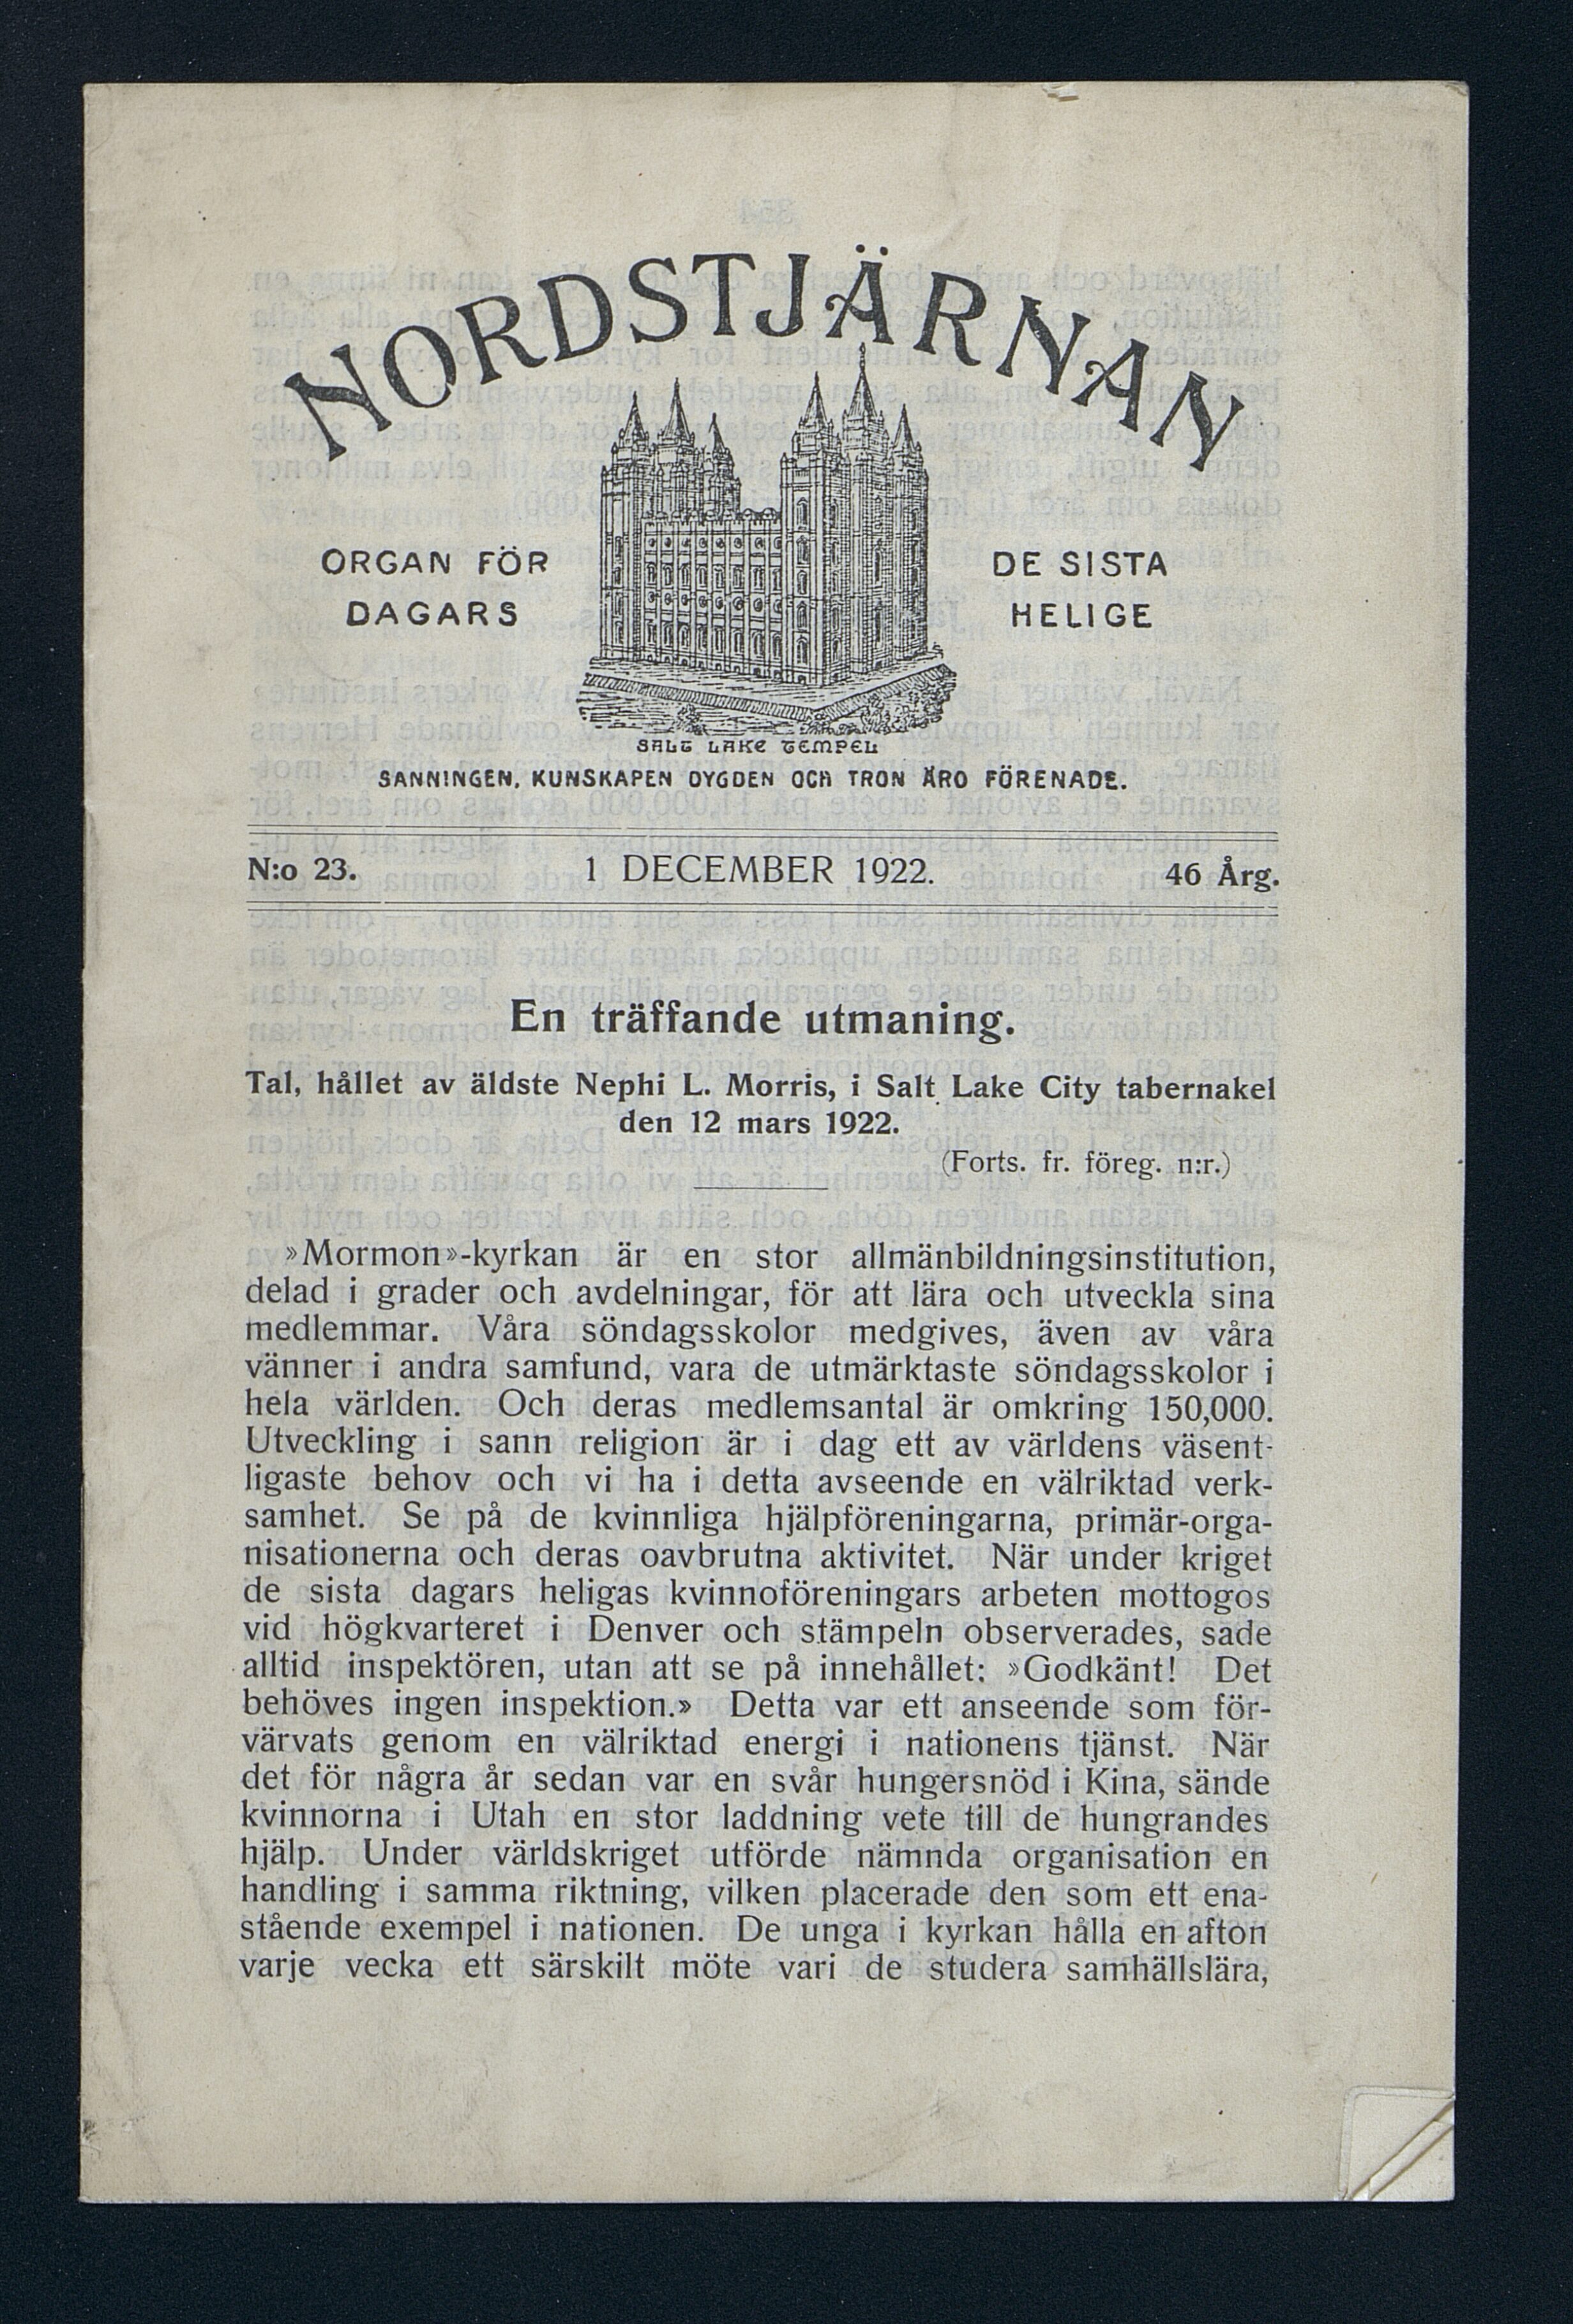 NORDSTJÄRNAN
ORGAN FÖR DE SISTA
DAGARS HELIGE
SALT LAKE TEMPEL
SANNINGEN, KUNSKAPEN DYGDEN OCH TRON ÄRO FÖRENADE.
N:o 23. 1 DECEMBER 1922. 46 Årg.
En träffande utmaning.
Tal, hållet av äldste Nephi L. Morris, i Salt Lake City tabernakel
den 12 mars 1922.
(Forts. fr. föreg. n:r.)
»Mormon»-kyrkan är en stor allmänbildningsinstitution,
delad i grader och avdelningar, för att lära och utveckla sina
medlemmar. Våra söndagsskolor medgives, även av våra
vänner i andra samfund, vara de utmärktaste söndagsskolor i
hela världen. Och deras medlemsantal är omkring 150,000.
Utveckling i sann religion är i dag ett av världens väsent-
ligaste behov och vi ha i detta avseende en välriktad verk-
samhet. Se på de kvinnliga hjälpföreningarna, primär-orga-
nisationerna och deras oavbrutna aktivitet. När under kriget
de sista dagars heligas kvinnoföreningars arbeten mottogos
vid högkvarteret i Denver och stämpeln observerades, sade
alltid inspektören, utan att se på innehållet: »Godkänt! Det
behöves ingen inspektion.» Detta var ett anseende som för-
värvats genom en välriktad energi i nationens tjänst. När
det för några år sedan var en svår hungersnöd i Kina, sände
kvinnorna i Utah en stor laddning vete till de hungrandes
hjälp. Under världskriget utförde nämnda organisation en
handling i samma riktning, vilken placerade den som ett ena-
stående exempel i nationen. De unga i kyrkan hålla en afton
varje vecka ett särskilt möte vari de studera samhällslära,